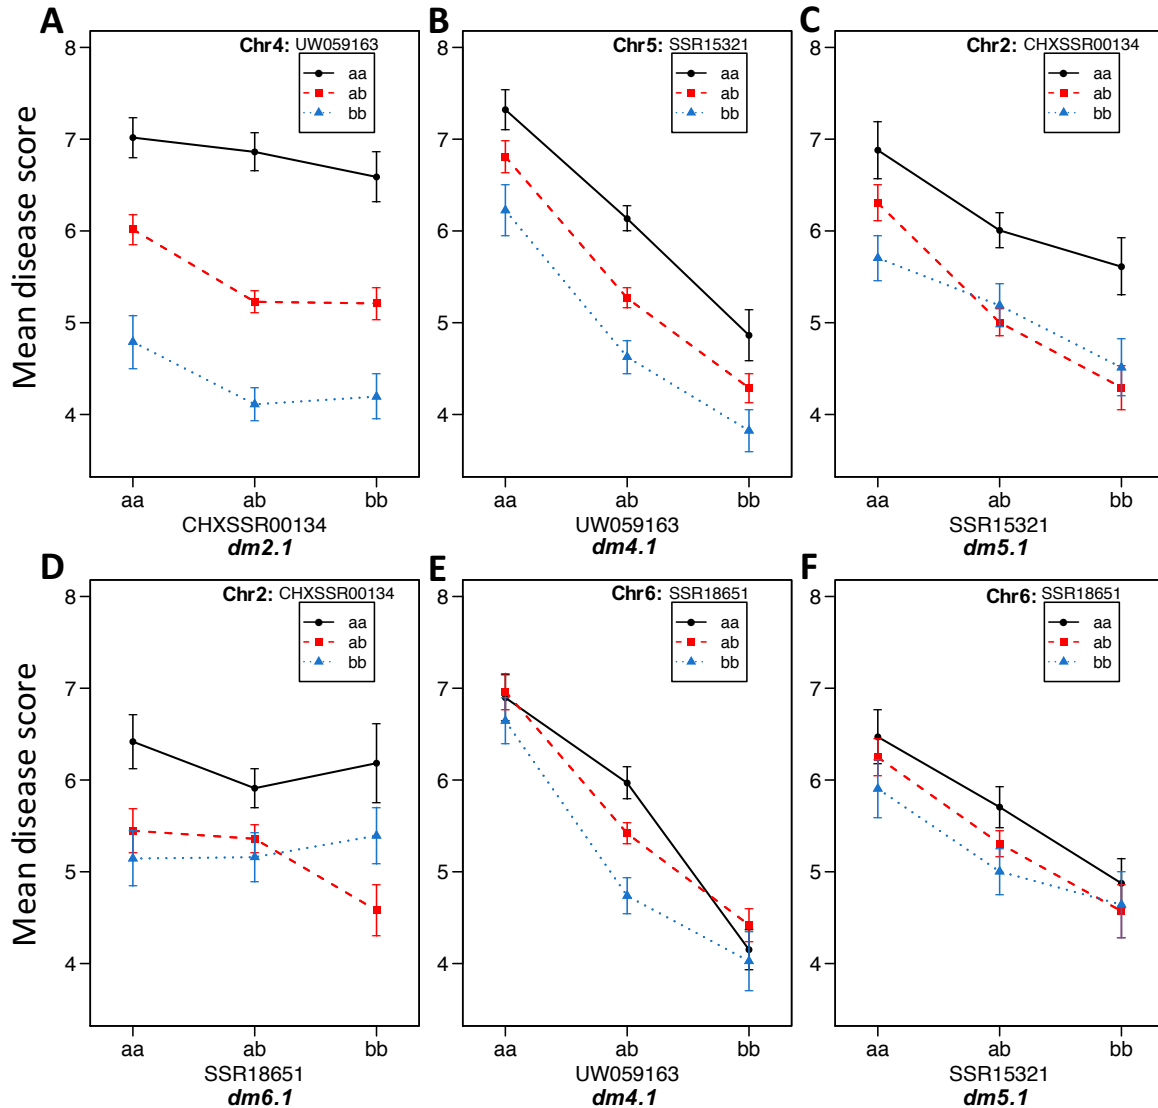 A
Chr4: UW059163
aa
ab
bb
8
7
6
5
4
Mean disease score
aa ab bb
CHXSSR00134
dm2.1
B
Chr5: SSR15321
aa
ab
bb
8
7
6
5
4
aa ab bb
UW059163
dm4.1
C
Chr2: CHXSSR00134
aa
ab
bb
8
7
6
5
4
aa ab bb
SSR15321
dm5.1
D
Chr2: CHXSSR00134
aa
ab
bb
8
7
6
5
4
Mean disease score
aa ab bb
SSR18651
dm6.1
E
Chr6: SSR18651
aa
ab
bb
8
7
6
5
4
aa ab bb
UW059163
dm4.1
F
Chr6: SSR18651
aa
ab
bb
8
7
6
5
4
aa ab bb
SSR15321
dm5.1